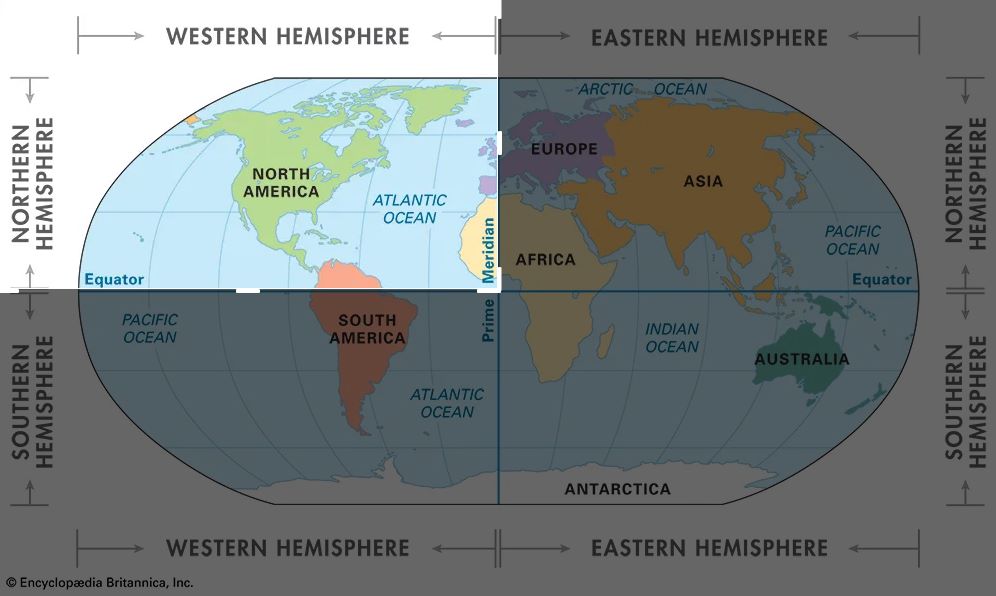 WESTERN HEMISPHERE
EASTERN HEMISPHERE
NORTHERN
HEMISPHERE
ARCTIC OCEAN
NORTHERN
HEMISPHERE
EUROPE
NORTH
AMERICA
ASIA
ATLANTIC
OCEAN
PACIFIC
OCEAN
AFRICA
Equator
Prime Meridian
Equator
PACIFIC
OCEAN
SOUTH
AMERICA
INDIAN
OCEAN
AUSTRALIA
SOUTHERN
HEMISPHERE
ATLANTIC
OCEAN
SOUTHERN
HEMISPHERE
ANTARCTICA
WESTERN HEMISPHERE
EASTERN HEMISPHERE
© Encyclopædia Britannica, Inc.